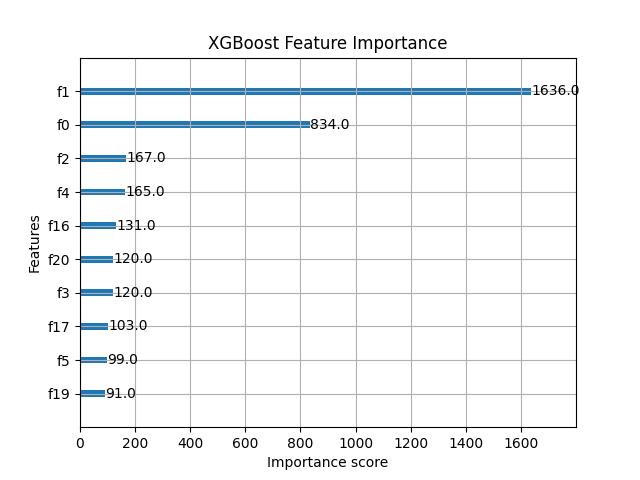 XGBoost Feature Importance
f1 1636.0
f0 834.0
f2 167.0
f4 165.0
f16 131.0
f20 120.0
f3 120.0
f17 103.0
f5 99.0
f19 91.0
Features
0 200 400 600 800 1000 1200 1400 1600
Importance score